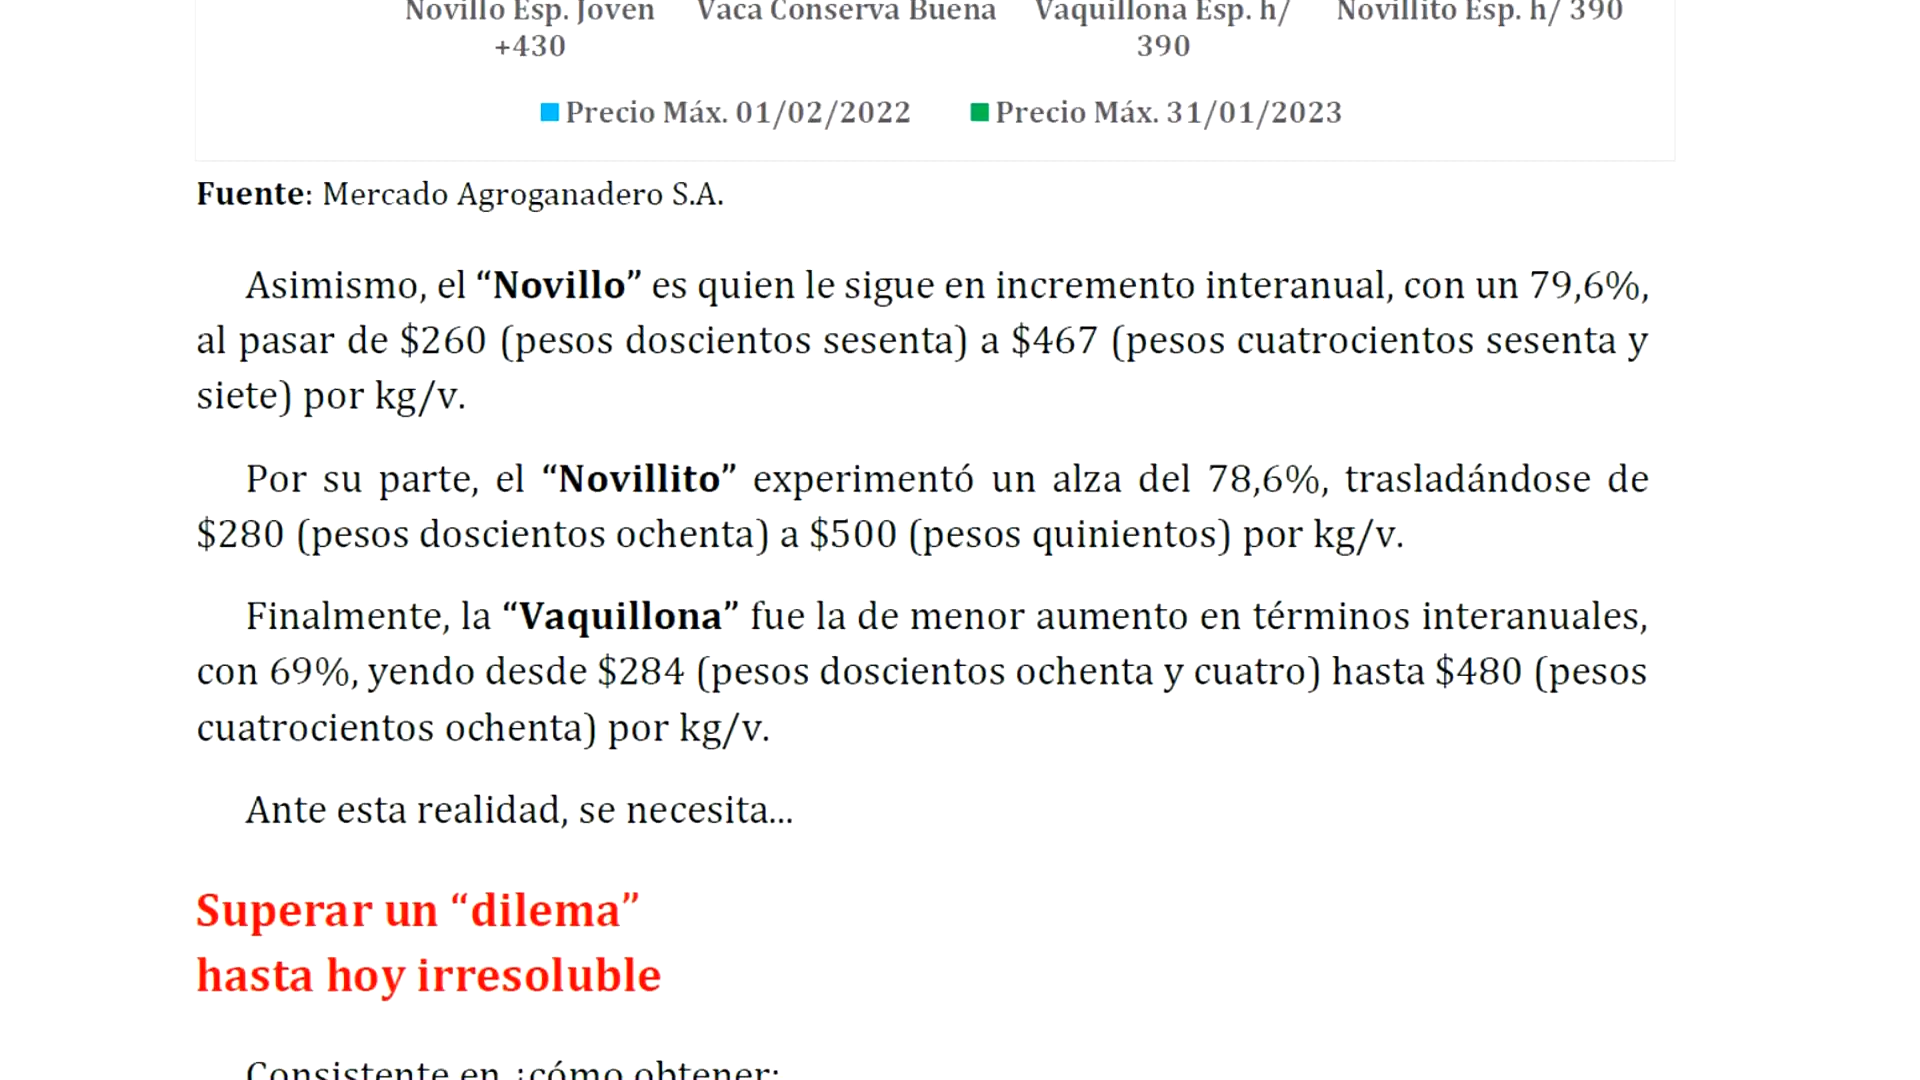 Novillo Esp. Joven Vaca Conserva Buena Vaquillona Esp. h/ Novillito Esp. h/ 390
+430 390
Precio Máx. 01/02/2022 Precio Máx. 31/01/2023
Fuente: Mercado Agroganadero S.A.
Asimismo, el “Novillo” es quien le sigue en incremento interanual, con un 79,6%,
al pasar de $260 (pesos doscientos sesenta) a $467 (pesos cuatrocientos sesenta y
siete) por kg/v.
Por su parte, el “Novillito” experimentó un alza del 78,6%, trasladándose de
$280 (pesos doscientos ochenta) a $500 (pesos quinientos) por kg/v.
Finalmente, la “Vaquillona” fue la de menor aumento en términos interanuales,
con 69%, yendo desde $284 (pesos doscientos ochenta y cuatro) hasta $480 (pesos
cuatrocientos ochenta) por kg/v.
Ante esta realidad, se necesita...
Superar un “dilema”
hasta hoy irresoluble
Consistente en ¿cómo obtener: